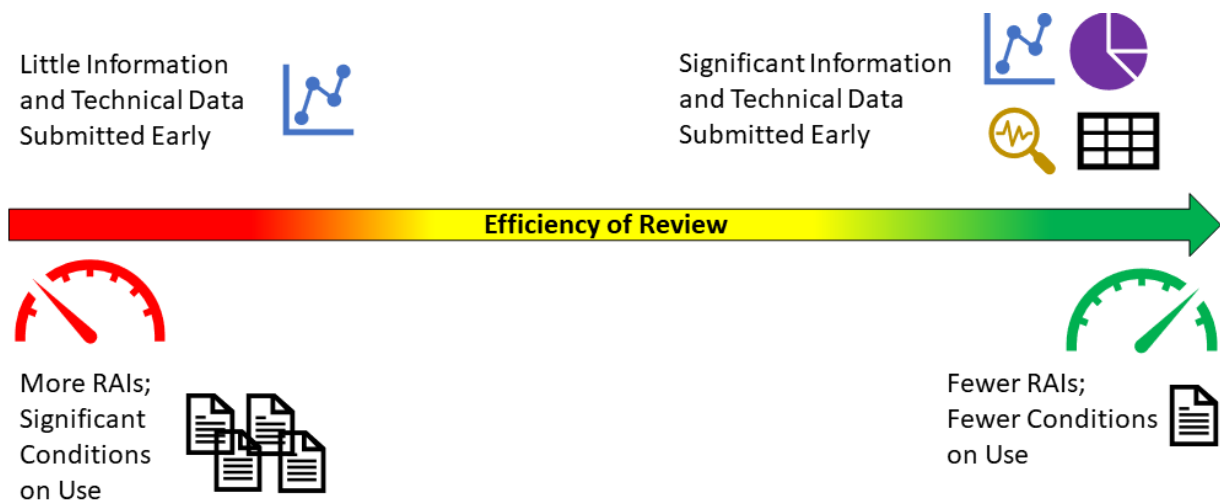 Little Information
and Technical Data
Submitted Early
Significant Information
and Technical Data
Submitted Early
Efficiency of Review
More RAIs;
Significant
Conditions
on Use
Fewer RAIs;
Fewer Conditions
on Use